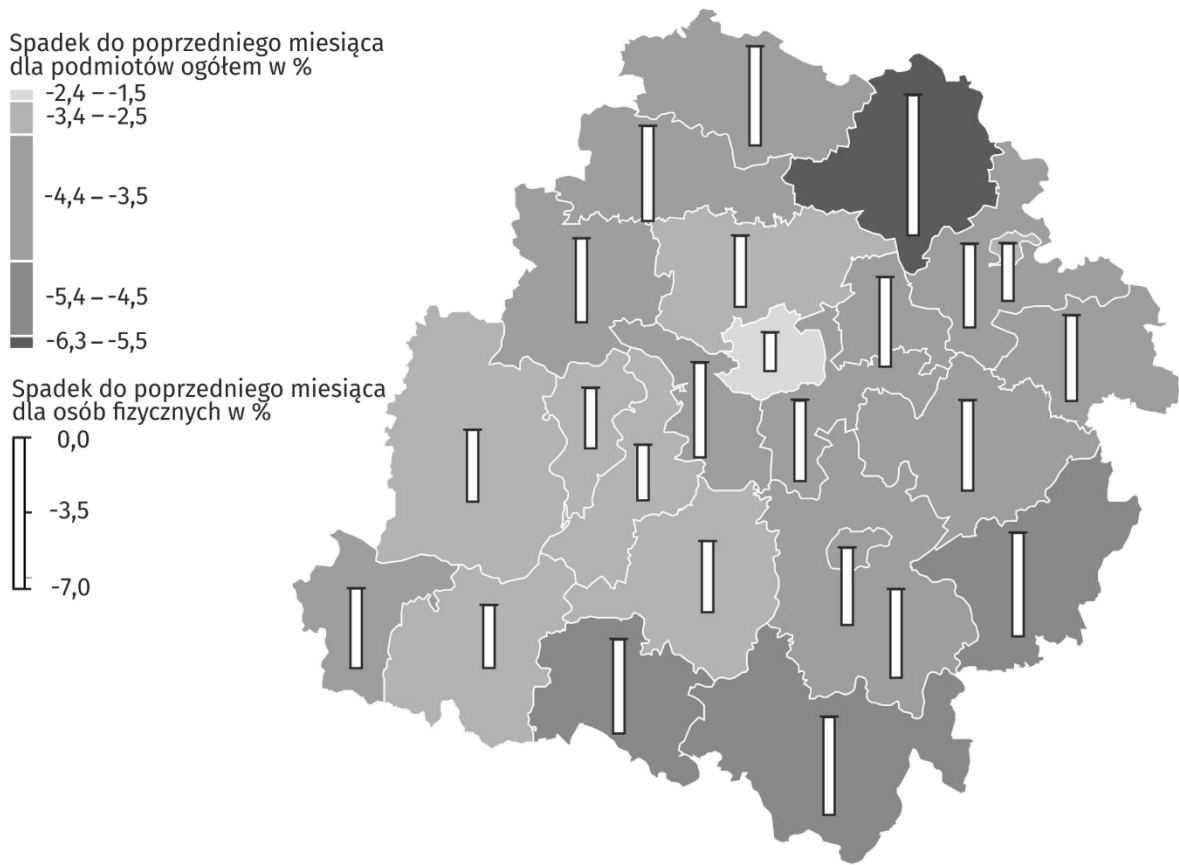 Spadek do poprzedniego miesiąca
dla podmiotów ogółem w %
-2,4 – -1,5
-3,4 – -2,5
-4,4 – -3,5
-5,4 – -4,5
-6,3 – -5,5
Spadek do poprzedniego miesiąca
dla osób fizycznych w %
0,0
-3,5
-7,0